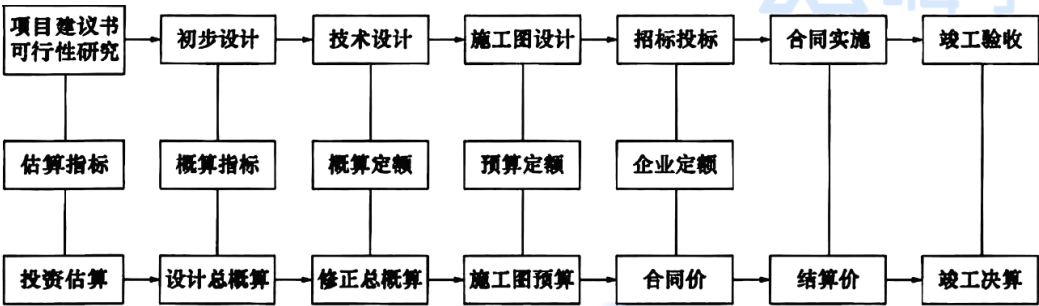 项目建议书
可行性研究
初步设计
技术设计
施工图设计
招标投标
合同实施
竣工验收
估算指标
概算指标
概算定额
预算定额
企业定额
投资估算
设计总概算
修正总概算
施工图预算
合同价
结算价
竣工决算